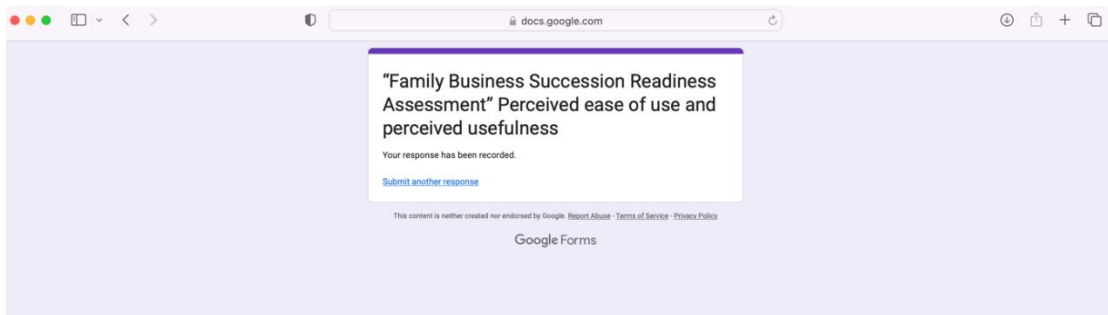 docs.google.com
“Family Business Succession Readiness
Assessment” Perceived ease of use and
perceived usefulness
Your response has been recorded.
Submit another response
This content is neither created nor endorsed by Google. Report Abuse - Terms of Service - Privacy Policy
Google Forms